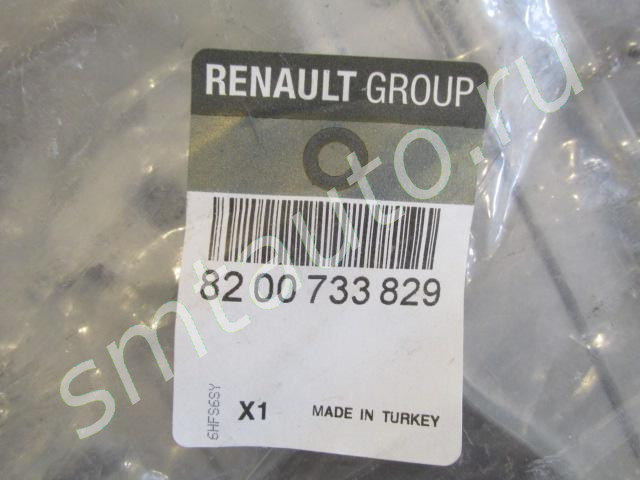 RENAULT GROUP
82 00 733 829
6HFS6SY
X1 MADE IN TURKEY
smtauto.ru